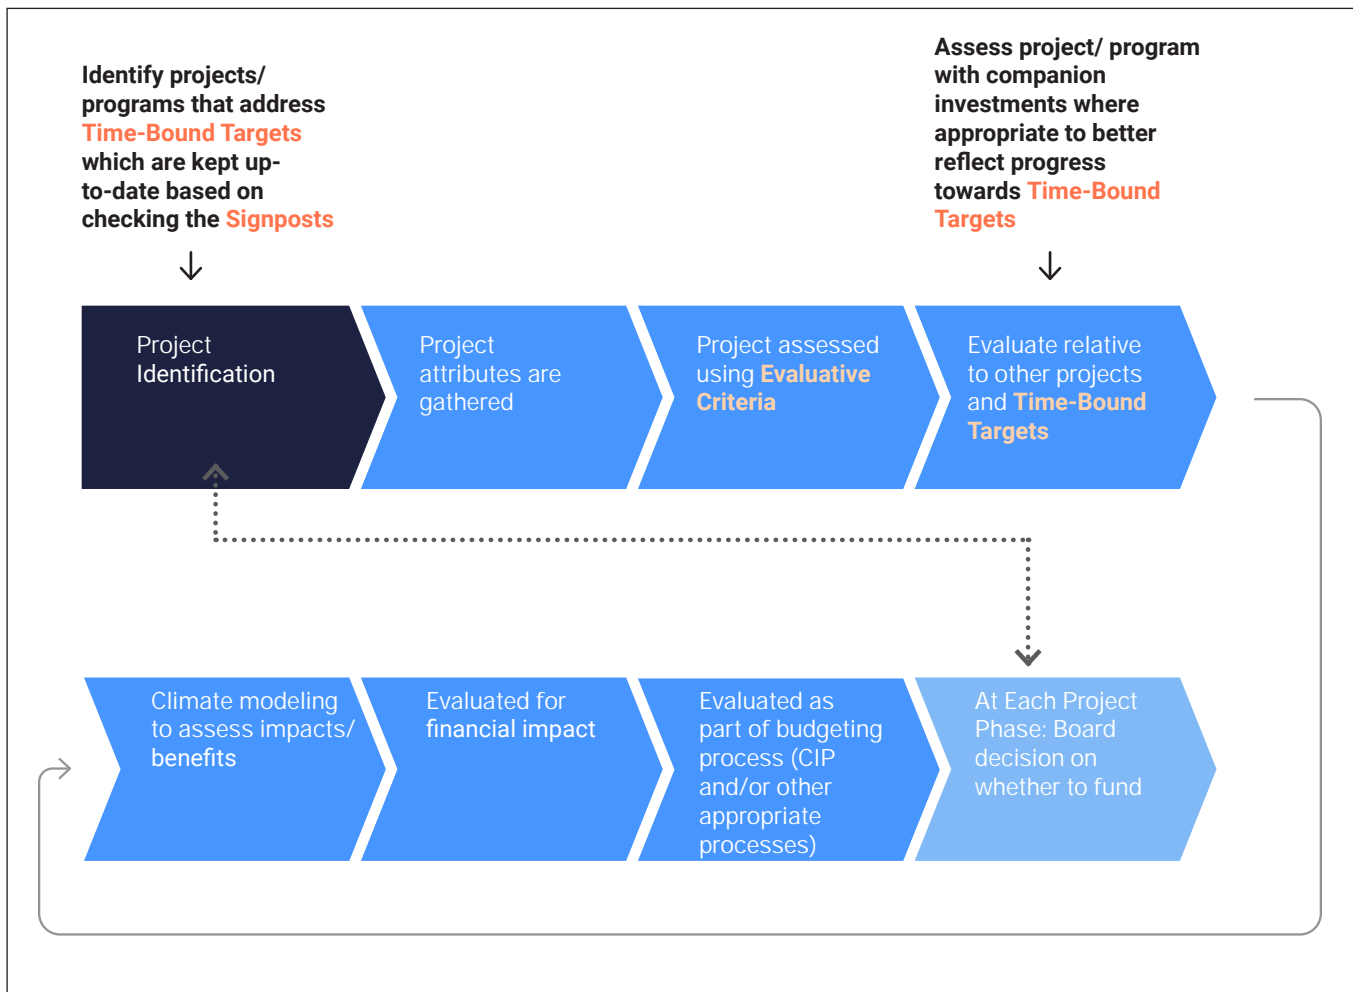 Identify projects/
programs that address
Time-Bound Targets
which are kept up-
to-date based on
checking the Signposts
Assess project/ program
with companion
investments where
appropriate to better
reflect progress
towards Time-Bound
Targets
Project
Identification
Project
attributes are
gathered
Project assessed
using Evaluative
Criteria
Evaluate relative
to other projects
and Time-Bound
Targets
Climate modeling
to assess impacts/
benefits
Evaluated for
financial impact
Evaluated as
part of budgeting
process (CIP
and/or other
appropriate
processes)
At Each Project
Phase: Board
decision on
whether to fund